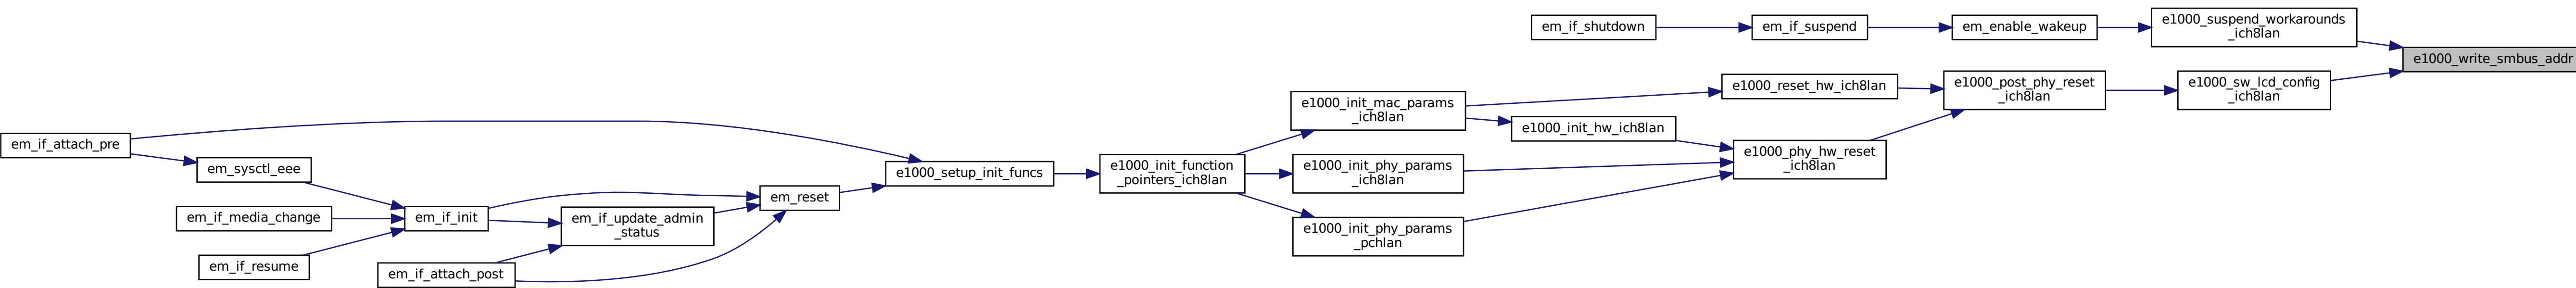 em_if_shutdown
em_if_suspend
em_enable_wakeup
e1000_suspend_workarounds
_ich8lan
e1000_write_smbus_addr
e1000_reset_hw_ich8lan
e1000_post_phy_reset
_ich8lan
e1000_sw_lcd_config
_ich8lan
e1000_init_mac_params
_ich8lan
e1000_init_hw_ich8lan
em_if_attach_pre
em_sysctl_eee
e1000_setup_init_funcs
e1000_init_function
_pointers_ich8lan
e1000_init_phy_params
_ich8lan
e1000_phy_hw_reset
_ich8lan
em_reset
em_if_media_change
em_if_init
em_if_update_admin
_status
e1000_init_phy_params
_pchlan
em_if_resume
em_if_attach_post